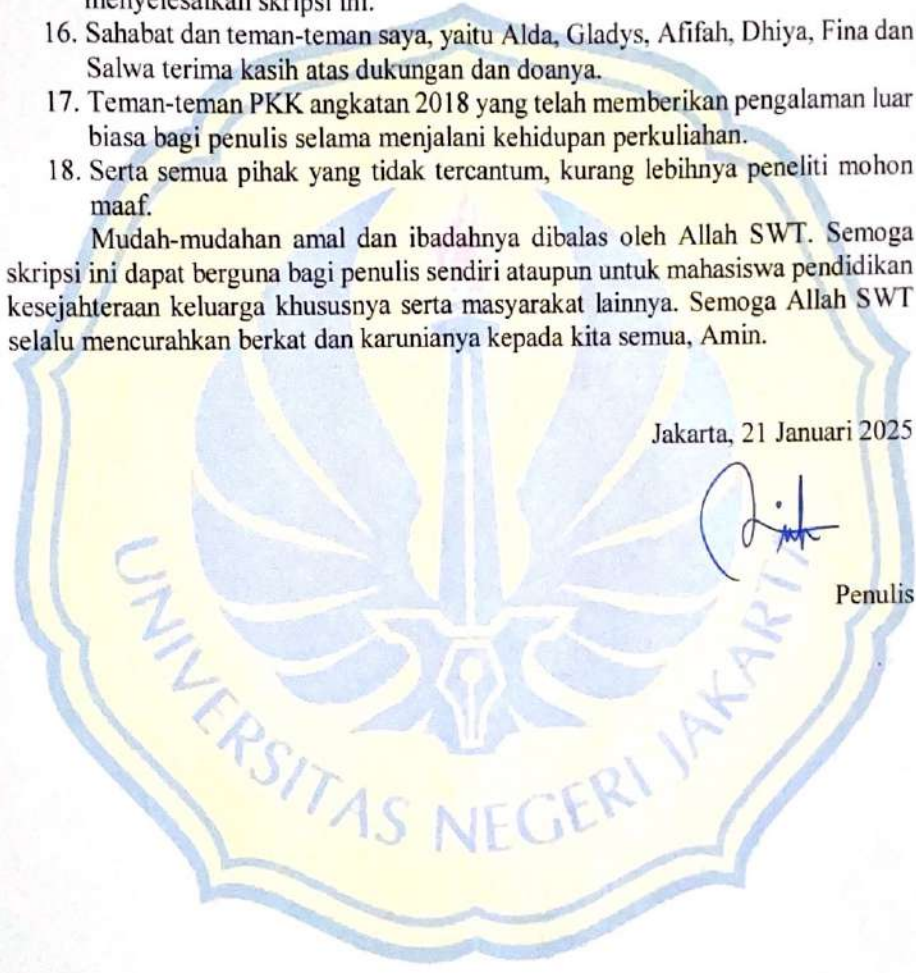 menyelesaikan skripsi ini.
16. Sahabat dan teman-teman saya, yaitu Alda, Gladys, Afifah, Dhiya, Fina dan
Salwa terima kasih atas dukungan dan doanya.
17. Teman-teman PKK angkatan 2018 yang telah memberikan pengalaman luar
biasa bagi penulis selama menjalani kehidupan perkuliahan.
18. Serta semua pihak yang tidak tercantum, kurang lebihnya peneliti mohon
maaf.
Mudah-mudahan amal dan ibadahnya dibalas oleh Allah SWT. Semoga
skripsi ini dapat berguna bagi penulis sendiri ataupun untuk mahasiswa pendidikan
kesejahteraan keluarga khususnya serta masyarakat lainnya. Semoga Allah SWT
selalu mencurahkan berkat dan karunianya kepada kita semua, Amin.
Jakarta, 21 Januari 2025
Penulis
UNIVERSITAS NEGERI JAKARTA